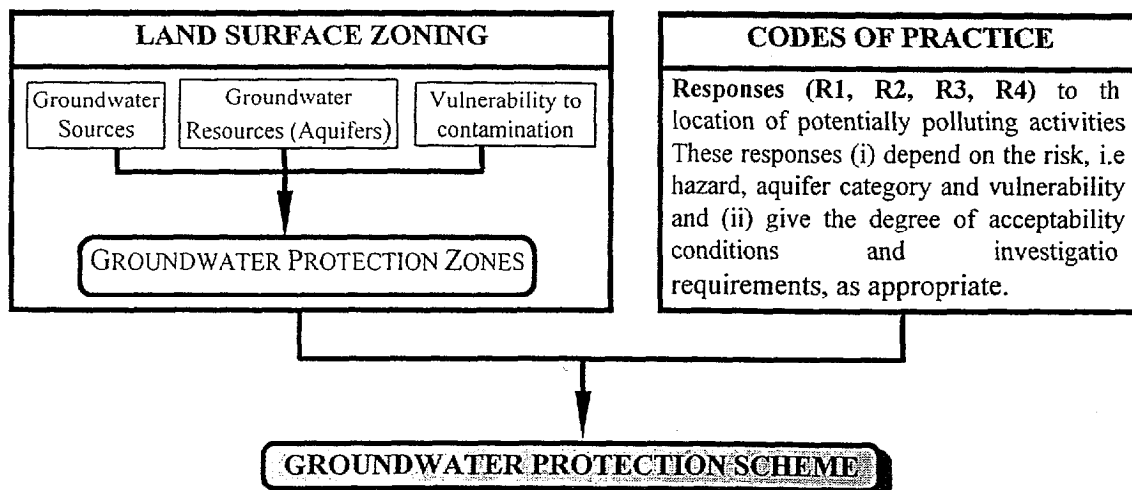 LAND SURFACE ZONING
Groundwater
Sources
Groundwater
Resources (Aquifers)
Vulnerability to
contamination
GROUNDWATER PROTECTION ZONES
CODES OF PRACTICE
Responses (R1, R2, R3, R4) to th
location of potentially polluting activities
These responses (i) depend on the risk, i.e
hazard, aquifer category and vulnerability
and (ii) give the degree of acceptability
conditions and investigatio
requirements, as appropriate.
GROUNDWATER PROTECTION SCHEME